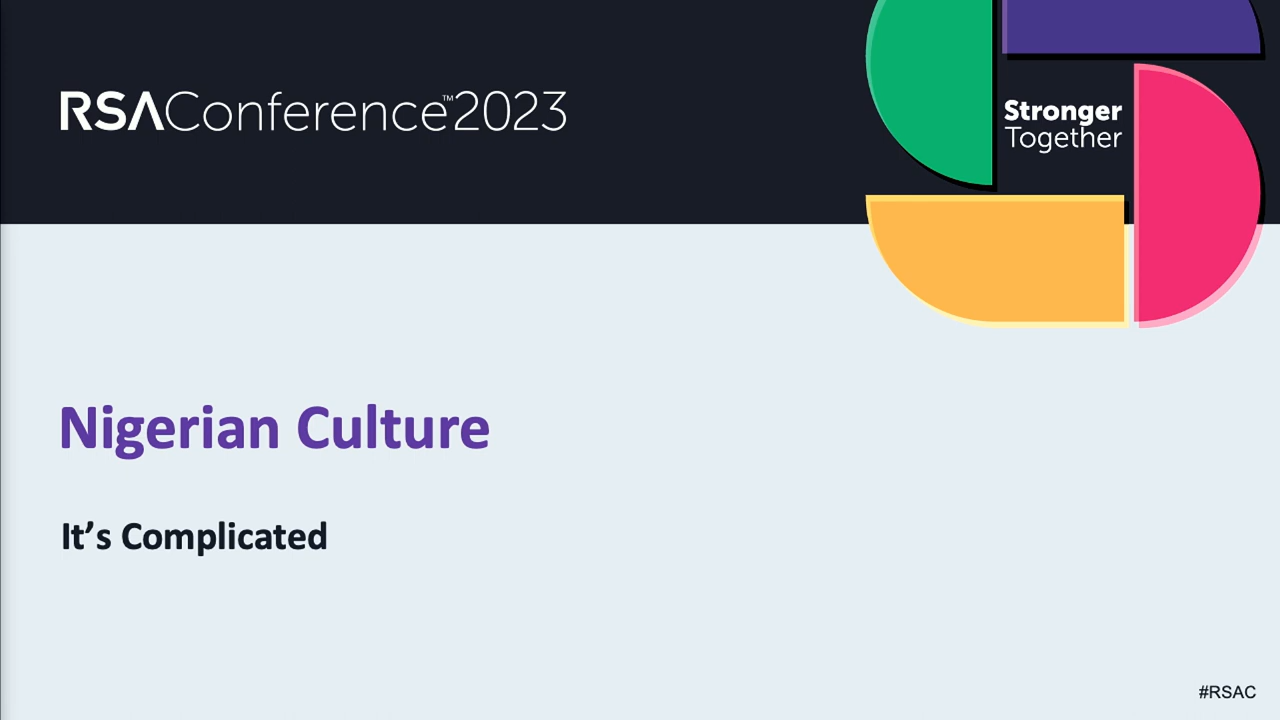 RSAConference™2023
Stronger
Together
Nigerian Culture
It’s Complicated
#RSAC